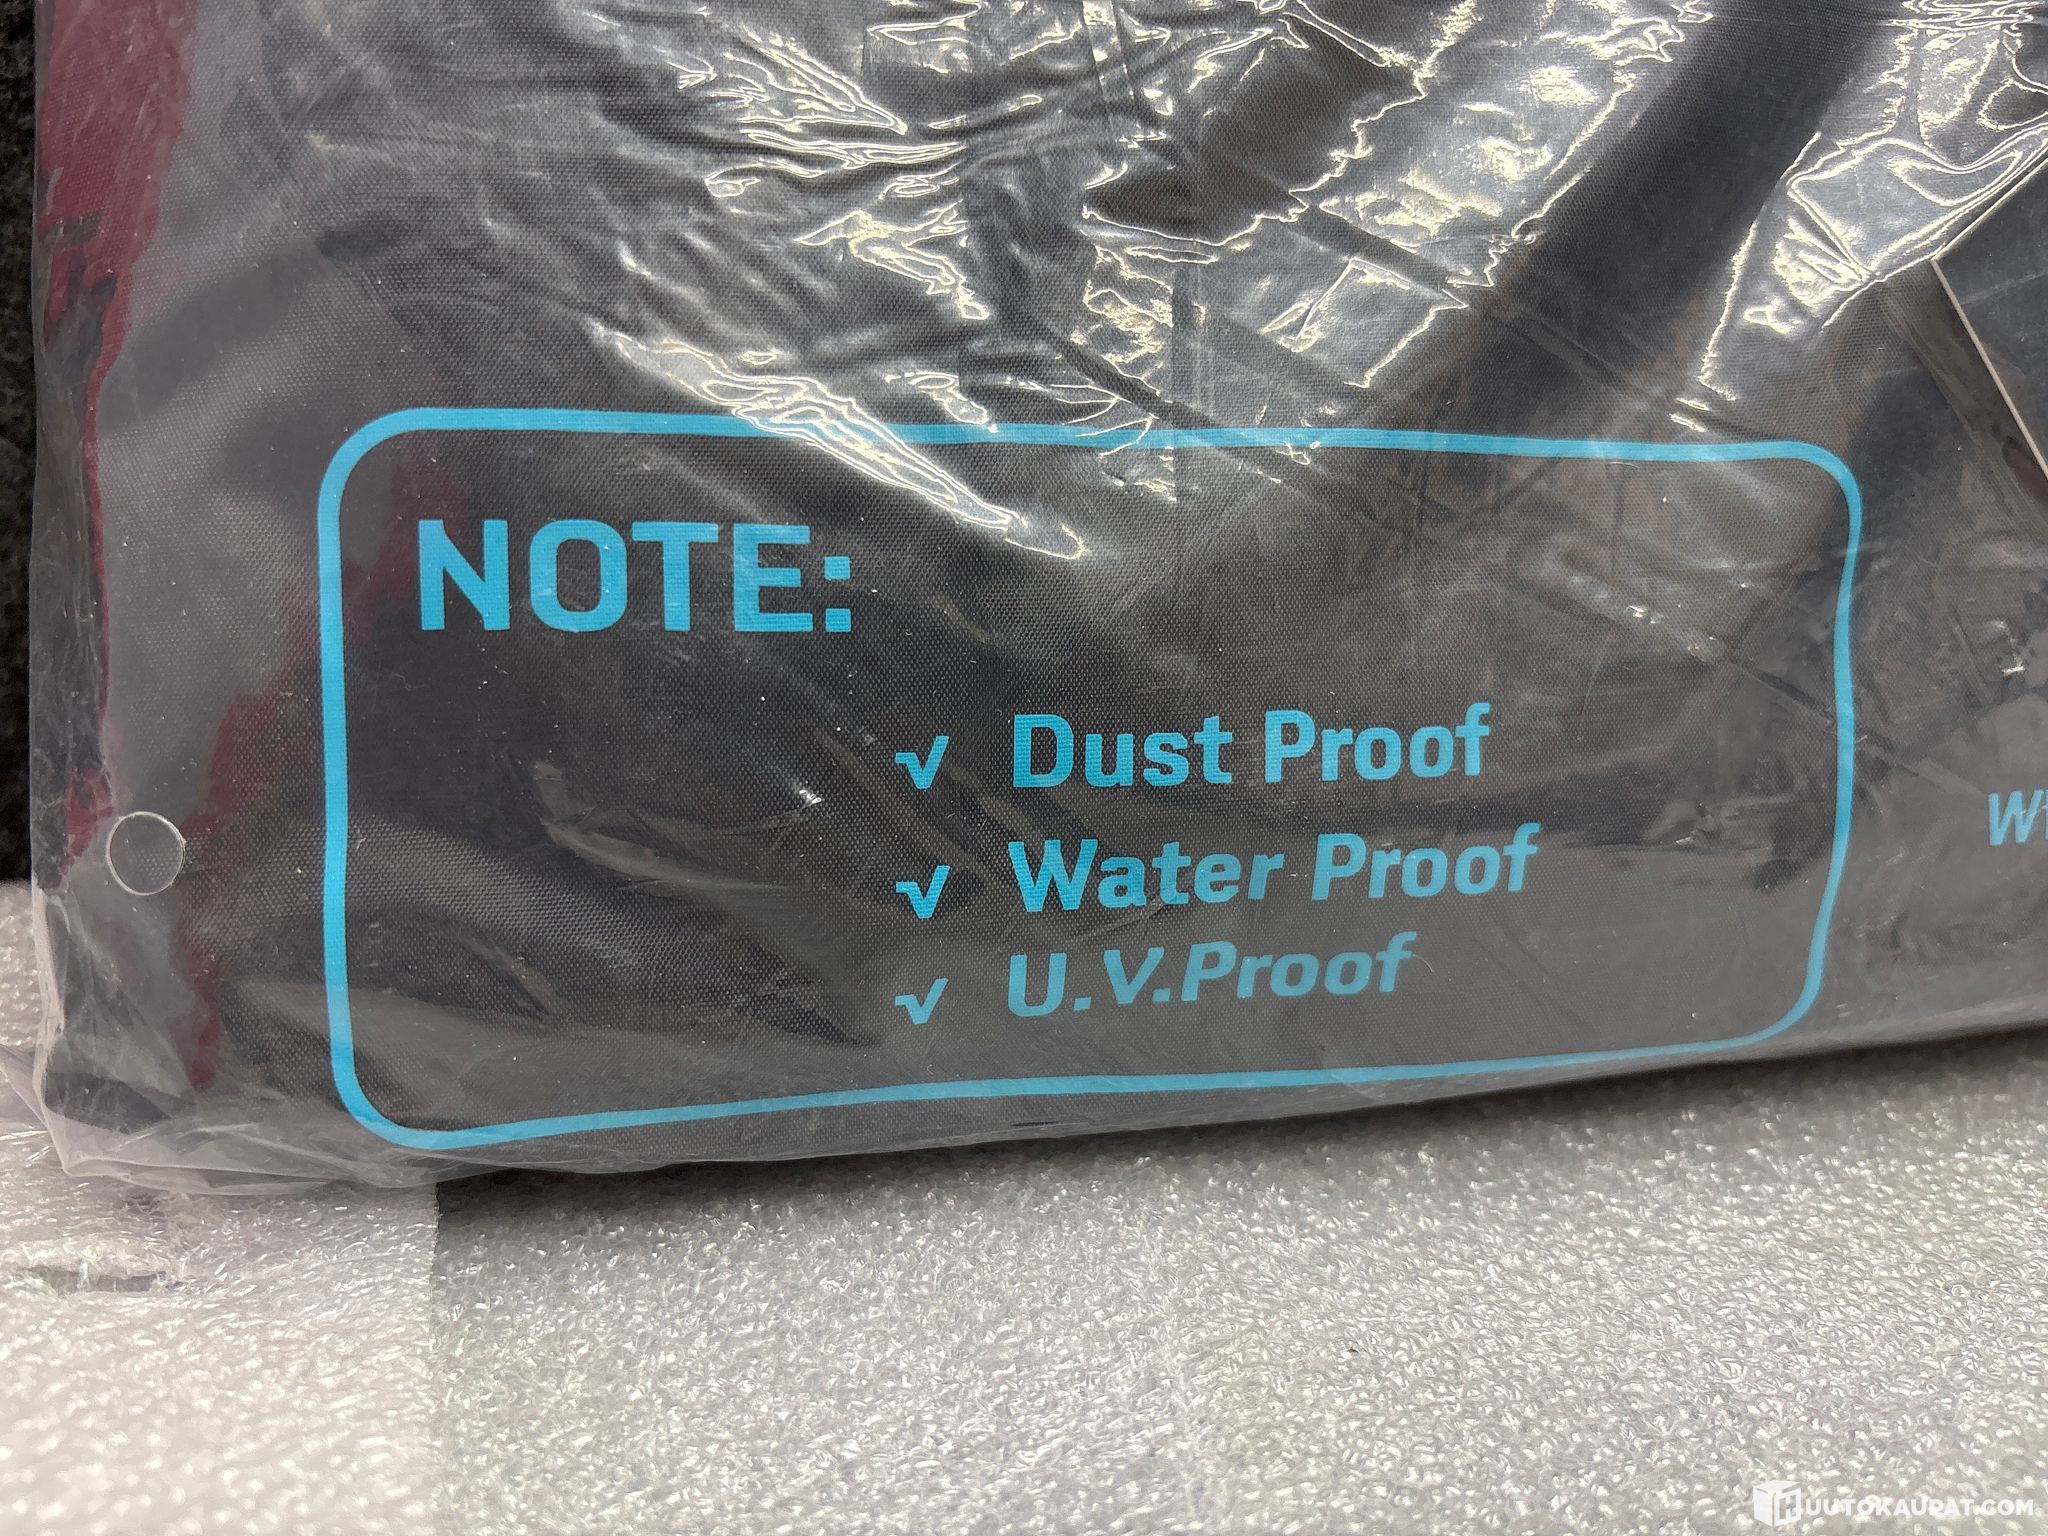 NOTE:
√ Dust Proof
√ Water Proof
√ U.V.Proof
HUUTOKAUPAT.COM